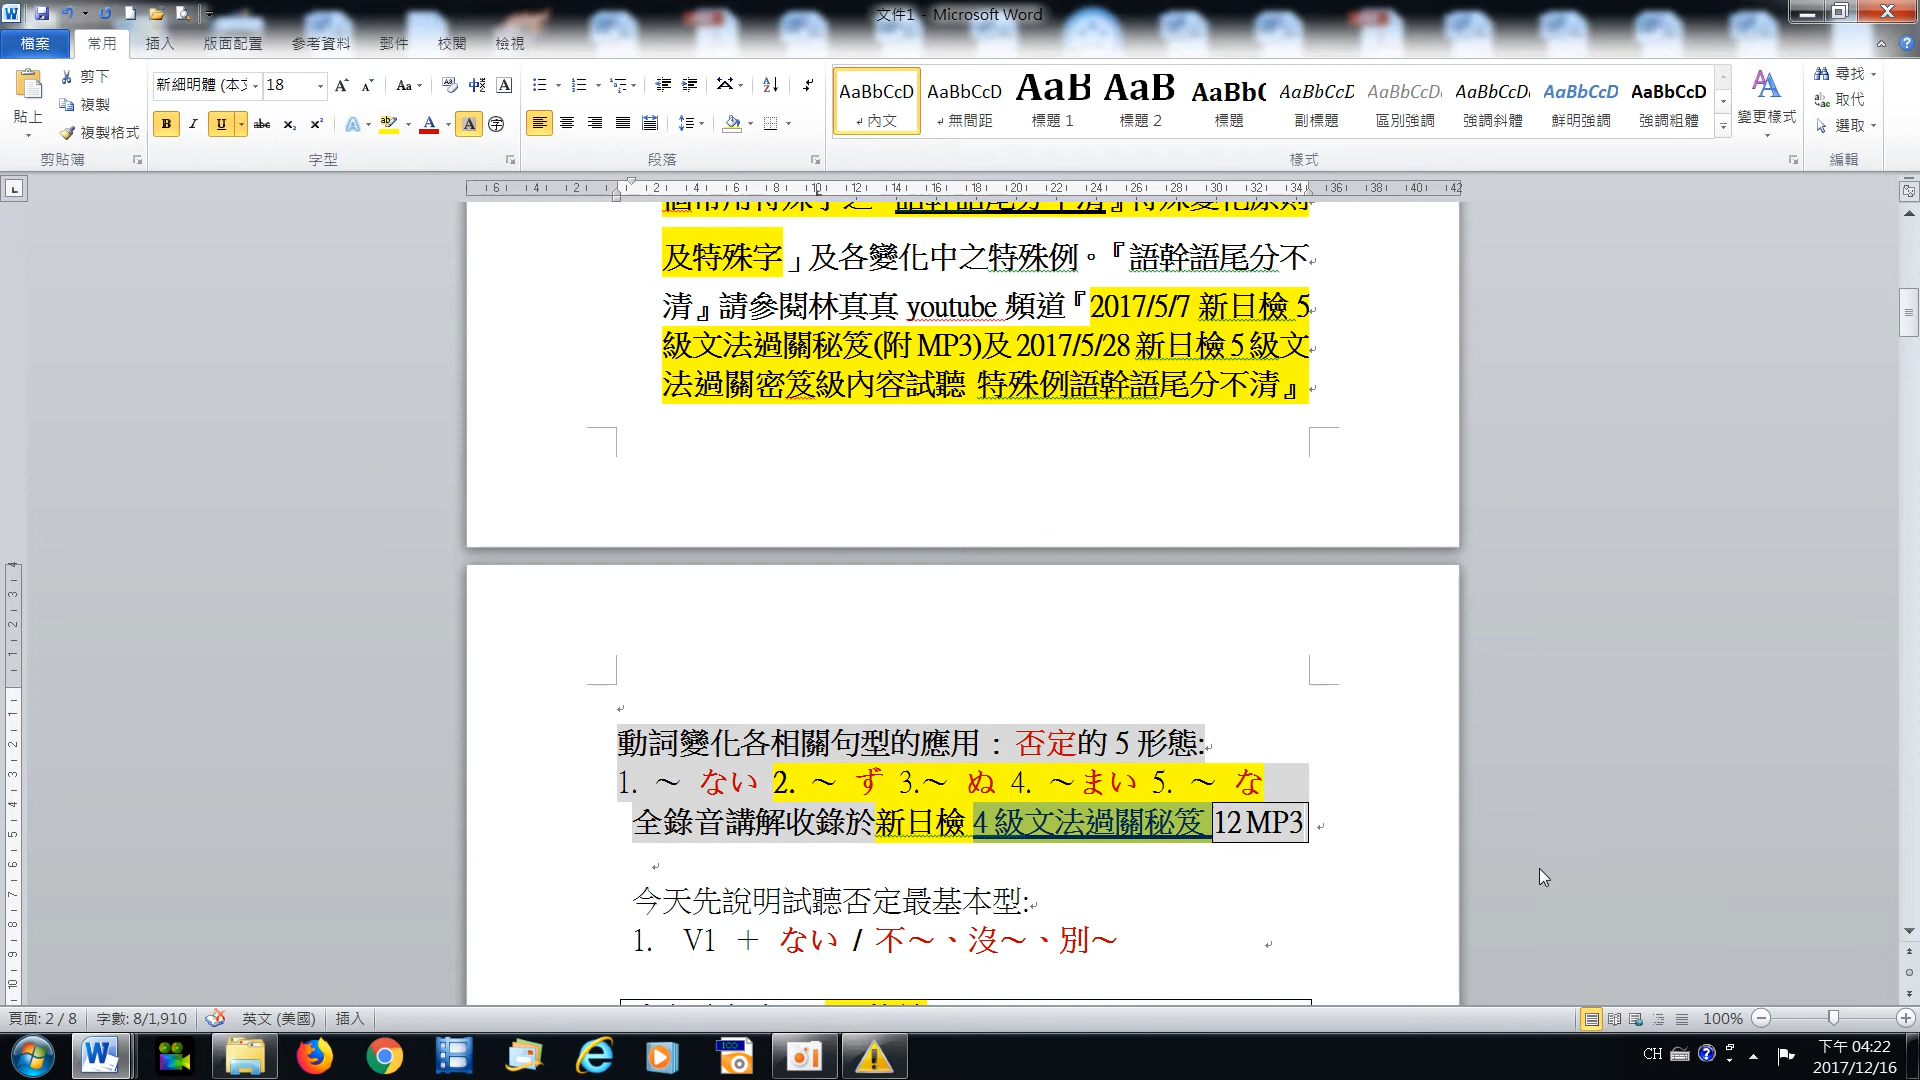 文件1 - Microsoft Word
檔案 常用 插入 版面配置 參考資料 郵件 校閱 檢視
貼上 剪下 複製 複製格式 剪貼簿
新細明體 (本文 18
字型
段落
AaBbCcD AaBbCcD AaB AaB AaBb( AaBbCcD AaBbCcD AaBbCcD AaBbCcD AaBbCcD
內文 無間距 標題 1 標題 2 標題 副標題 區別強調 強調斜體 鮮明強調 強調粗體
樣式
變更樣式
尋找 取代 選取 編輯
及特殊字」及各變化中之特殊例。『語幹語尾分不
清』請參閱林真真 youtube 頻道『2017/5/7 新日檢 5
級文法過關秘笈(附 MP3)及 2017/5/28 新日檢 5 級文
法過關密笈級內容試聽 特殊例語幹語尾分不清』
動詞變化各相關句型的應用： 否定的 5 形態:
1. ～ ない 2. ～ ず 3.～ ぬ 4. ～まい 5. ～ な
全錄音講解收錄於新日檢 4 級文法過關秘笈 12 MP3
今天先說明試聽否定最基本型:
1. V1 ＋ ない / 不～、沒～、別～
頁面: 2 / 8 字數: 8/1,910 英文 (美國) 插入 100%
CH 下午 04:22
2017/12/16